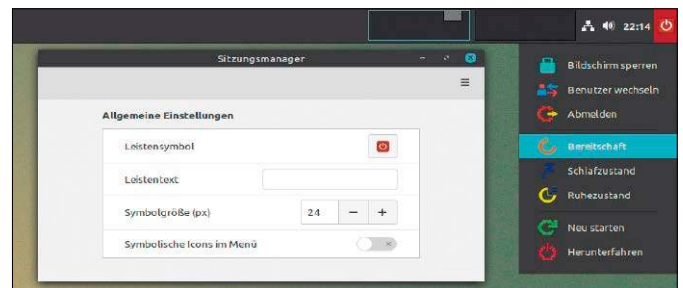 22:14
Sitzungsmanager
Allgemeine Einstellungen
Leistensymbol
Leistentext
Symbolgröße (px)
24
Symbolische Icons im Menü
Bildschirm sperren
Benutzer wechseln
Abmelden
Bereitschaft
Schlafzustand
Ruhezustand
Neu starten
Herunterfahren